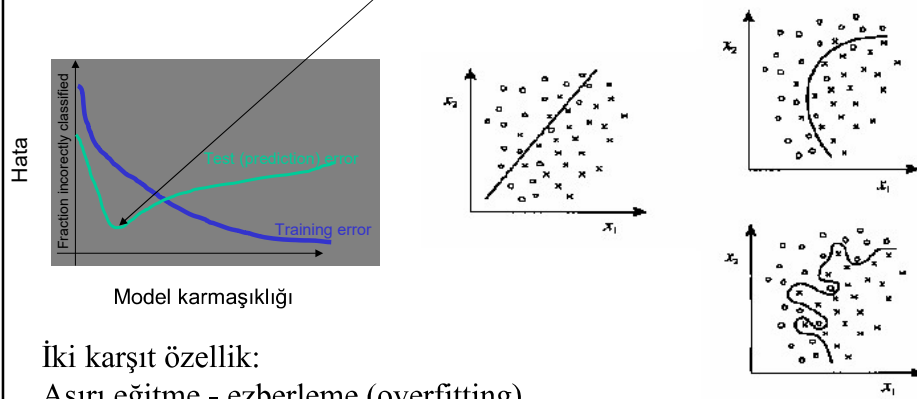 Hata
Fraction incorrectly classified
Test (prediction) error
Training error
Model karmaşıklığı
x₂
x₁
x₂
x₁
x₂
x₁
İki karşıt özellik:
Aşırı eğitme - ezberleme (overfitting)